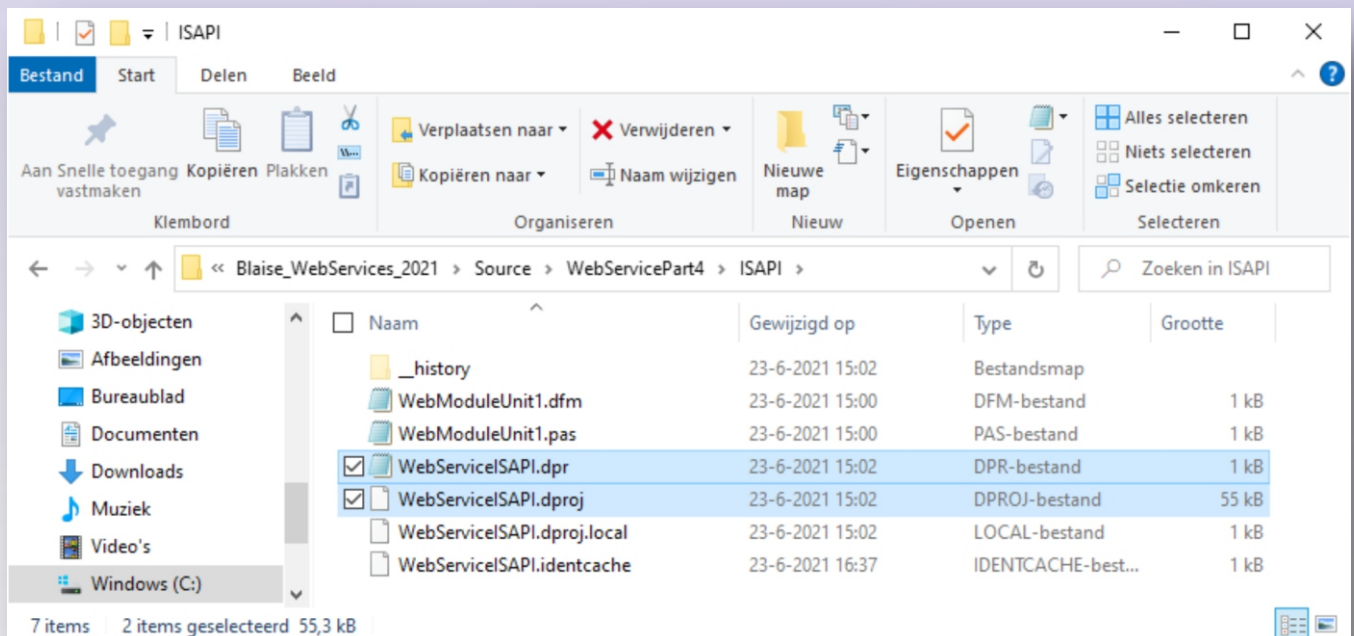 ISAPI
Bestand Start Delen Beeld
Aan Snelle toegang vastmaken Kopiëren Plakken
Verplaatsen naar Verwijderen
Kopiëren naar Naam wijzigen
Nieuwe map
Eigenschappen
Alles selecteren
Niets selecteren
Selectie omkeren
Klembord Organiseren Nieuw Openen Selecteren
« Blaise_WebServices_2021 > Source > WebServicePart4 > ISAPI > Zoeken in ISAPI
3D-objecten
Afbeeldingen
Bureaublad
Documenten
Downloads
Muziek
Video's
Windows (C:)
Naam Gewijzigd op Type Grootte
__history 23-6-2021 15:02 Bestandsmap
WebModuleUnit1.dfm 23-6-2021 15:00 DFM-bestand 1 kB
WebModuleUnit1.pas 23-6-2021 15:00 PAS-bestand 1 kB
WebServiceISAPI.dpr 23-6-2021 15:02 DPR-bestand 1 kB
WebServiceISAPI.dproj 23-6-2021 15:02 DPROJ-bestand 55 kB
WebServiceISAPI.dproj.local 23-6-2021 15:02 LOCAL-bestand 1 kB
WebServiceISAPI.identcache 23-6-2021 16:37 IDENTCACHE-best... 1 kB
7 items 2 items geselecteerd 55,3 kB